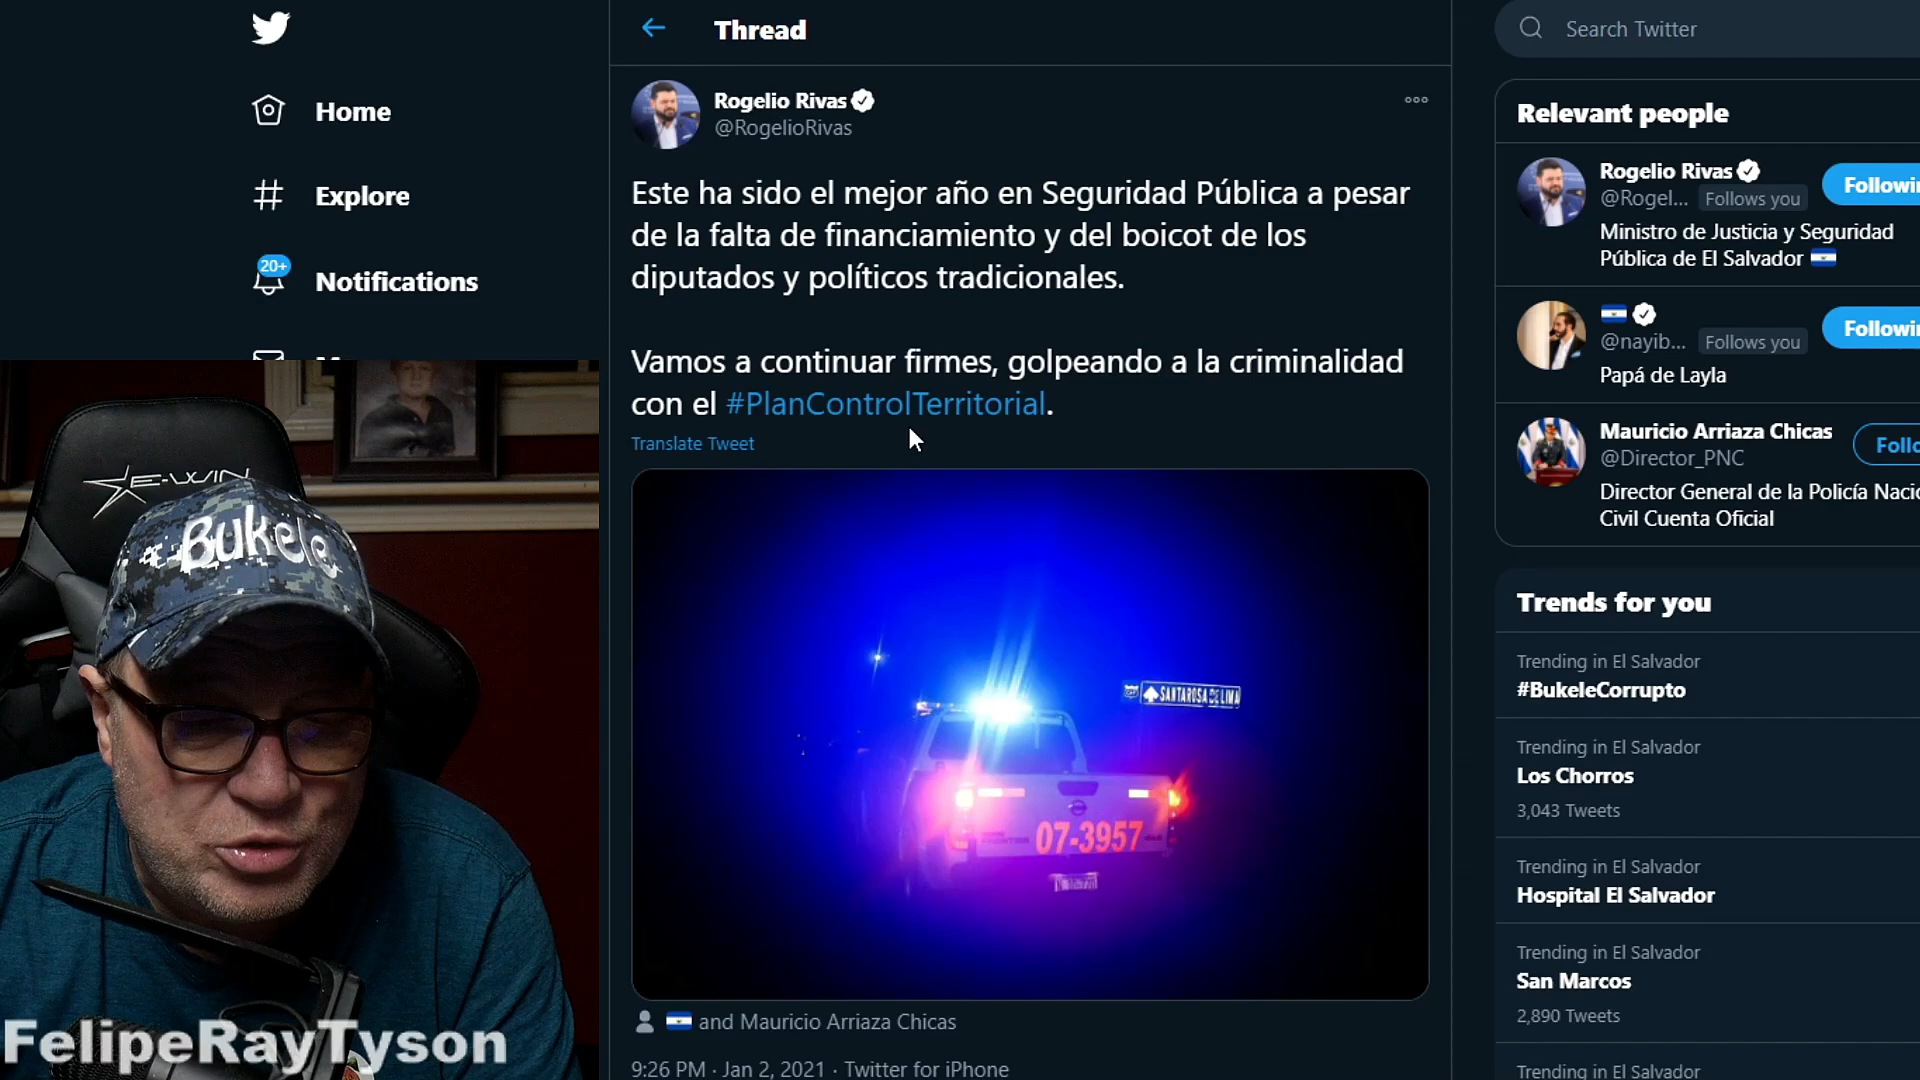 Thread
Search Twitter
Home
Explore
20+
Notifications
Rogelio Rivas
@RogelioRivas
Este ha sido el mejor año en Seguridad Pública a pesar
de la falta de financiamiento y del boicot de los
diputados y políticos tradicionales.
Vamos a continuar firmes, golpeando a la criminalidad
con el #PlanControlTerritorial.
Translate Tweet
SANTA ROSA DE LIMA
07-3957
and Mauricio Arriaza Chicas
9:26 PM · Jan 2, 2021 · Twitter for iPhone
Relevant people
Rogelio Rivas
@Rogel... Follows you
Followin
Ministro de Justicia y Seguridad
Pública de El Salvador
@nayib... Follows you
Followin
Papá de Layla
Mauricio Arriaza Chicas
@Director_PNC
Follo
Director General de la Policía Nacio
Civil Cuenta Oficial
Trends for you
Trending in El Salvador
#BukeleCorrupto
Trending in El Salvador
Los Chorros
3,043 Tweets
Trending in El Salvador
Hospital El Salvador
Trending in El Salvador
San Marcos
2,890 Tweets
Trending in El Salvador
E-WIN
Bukele
FelipeRayTyson